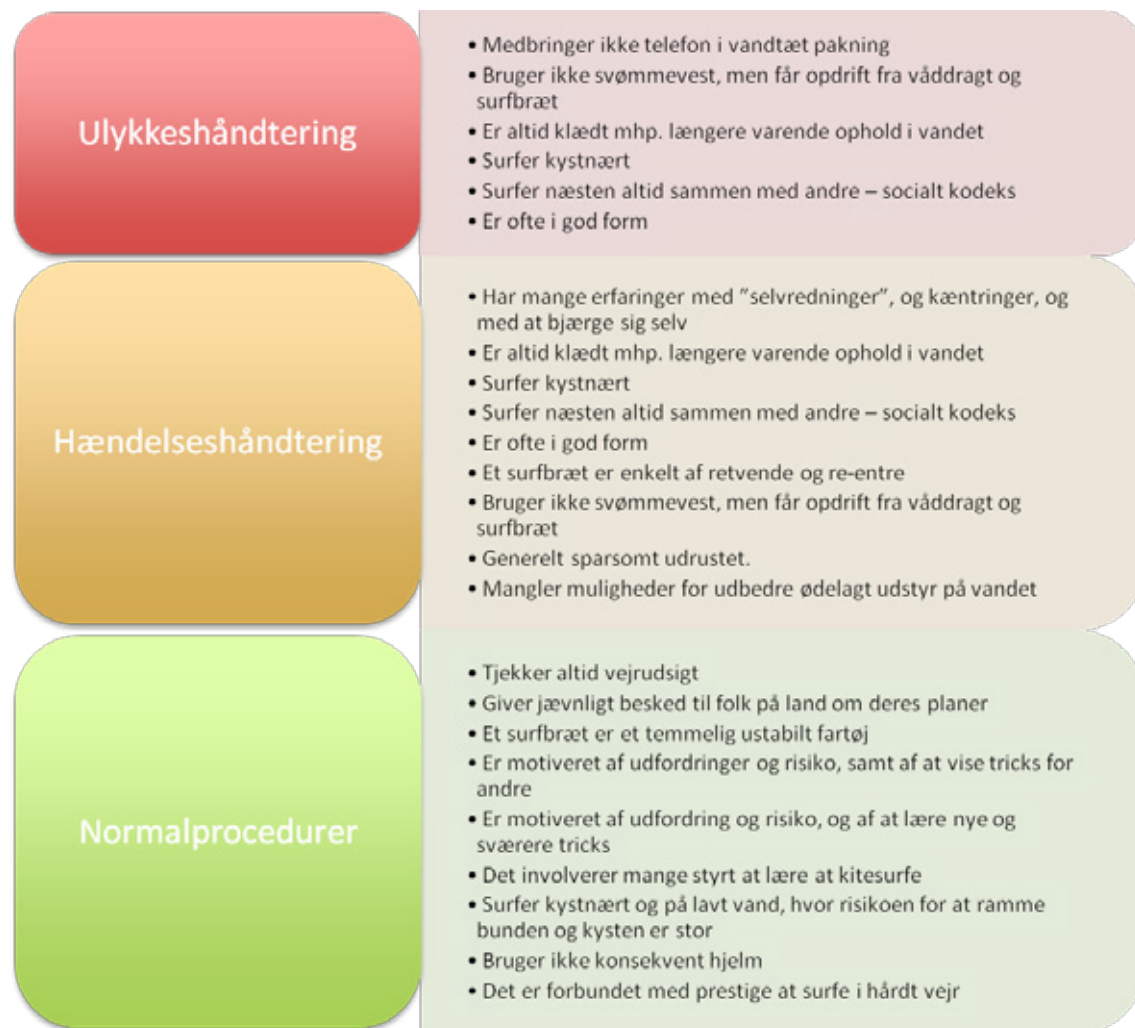 Ulykkeshåndtering
• Medbringer ikke telefon i vandtæt pakning
• Bruger ikke svømmevest, men får opdrift fra våddragt og
surfbræt
• Er altid klædt mhp. længere varende ophold i vandet
• Surfer kystnært
• Surfer næsten altid sammen med andre – socialt kodeks
• Er ofte i god form
Hændelseshåndtering
• Har mange erfaringer med ”selvredninger”, og kæntringer, og
med at bjærge sig selv
• Er altid klædt mhp. længere varende ophold i vandet
• Surfer kystnært
• Surfer næsten altid sammen med andre – socialt kodeks
• Er ofte i god form
• Et surfbræt er enkelt af retvende og re-entre
• Bruger ikke svømmevest, men får opdrift fra våddragt og
surfbræt
• Generelt sparsomt udrustet.
• Mangler muligheder for udbedre ødelagt udstyr på vandet
Normalprocedurer
• Tjekker altid vejrudsigt
• Giver jævnligt besked til folk på land om deres planer
• Et surfbræt er et temmelig ustabilt fartøj
• Er motiveret af udfordringer og risiko, samt af at vise tricks for
andre
• Er motiveret af udfordring og risiko, og af at lære nye og
sværere tricks
• Det involverer mange styrt at lære at kitesurfe
• Surfer kystnært og på lavt vand, hvor risikoen for at ramme
bunden og kysten er stor
• Bruger ikke konsekvent hjelm
• Det er forbundet med prestige at surfe i hårdt vejr